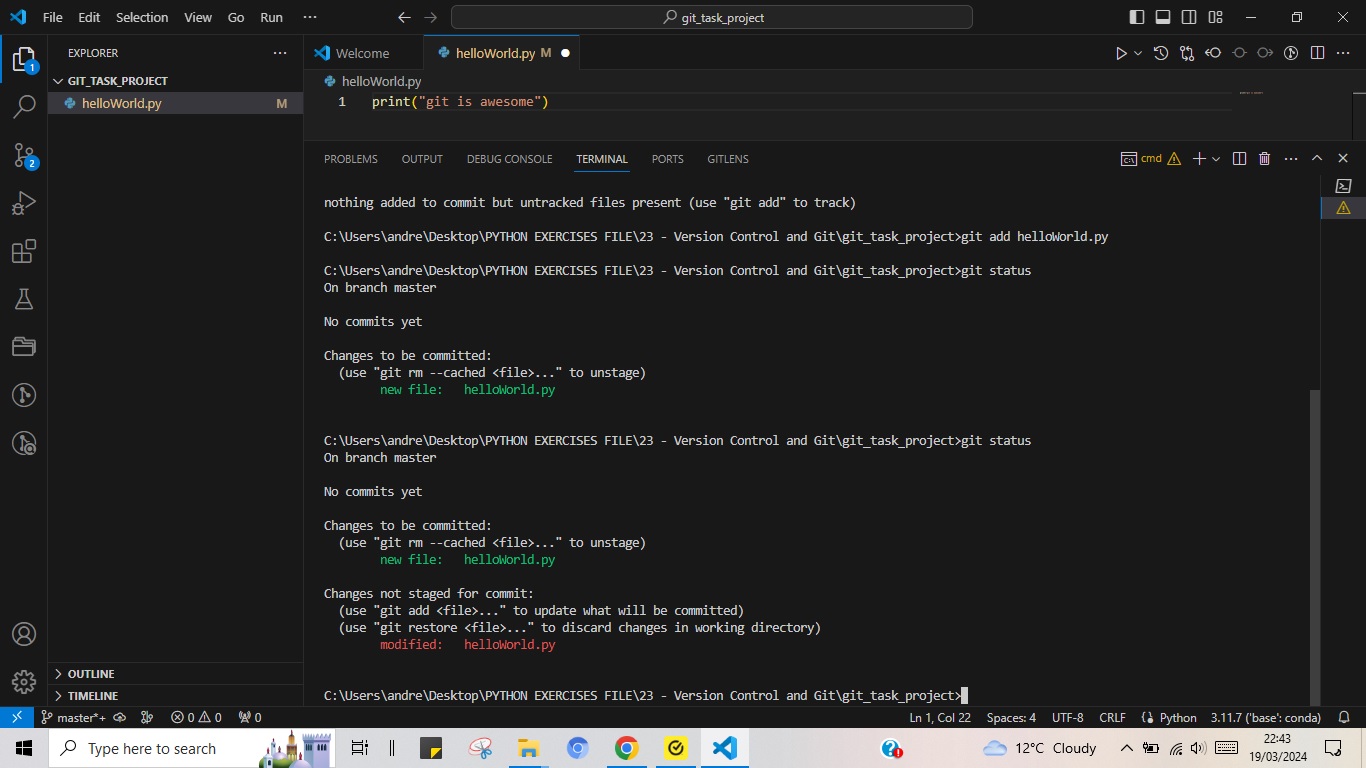 File Edit Selection View Go Run ··· git_task_project
EXPLORER ···
GIT_TASK_PROJECT
helloWorld.py M
Welcome
helloWorld.py M
helloWorld.py
1 print("git is awesome")
PROBLEMS OUTPUT DEBUG CONSOLE TERMINAL PORTS GITLENS
cmd
nothing added to commit but untracked files present (use "git add" to track)
C:\Users\andre\Desktop\PYTHON EXERCISES FILE\23 - Version Control and Git\git_task_project>git add helloWorld.py
C:\Users\andre\Desktop\PYTHON EXERCISES FILE\23 - Version Control and Git\git_task_project>git status
On branch master
No commits yet
Changes to be committed:
(use "git rm --cached <file>..." to unstage)
new file: helloWorld.py
C:\Users\andre\Desktop\PYTHON EXERCISES FILE\23 - Version Control and Git\git_task_project>git status
On branch master
No commits yet
Changes to be committed:
(use "git rm --cached <file>..." to unstage)
new file: helloWorld.py
Changes not staged for commit:
(use "git add <file>..." to update what will be committed)
(use "git restore <file>..." to discard changes in working directory)
modified: helloWorld.py
C:\Users\andre\Desktop\PYTHON EXERCISES FILE\23 - Version Control and Git\git_task_project>
1
2
OUTLINE
TIMELINE
master*+ 0 0 0 Ln 1, Col 22 Spaces: 4 UTF-8 CRLF Python 3.11.7 ('base': conda)
Type here to search
12°C Cloudy
22:43
19/03/2024